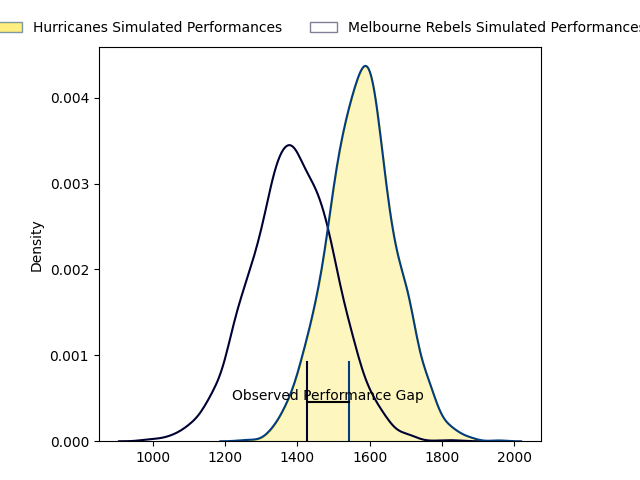 Hurricanes Simulated Performances
Melbourne Rebels Simulated Performances
0.004
0.003
0.002
0.001
0.000
Density
Observed Performance Gap
1000 1200 1400 1600 1800 2000